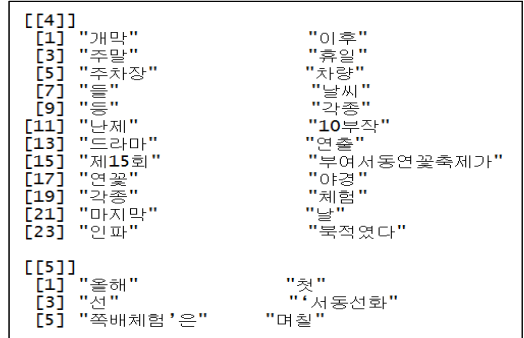 [[4]]
[1] "개막" "이후"
[3] "주말" "휴일"
[5] "주차장" "차량"
[7] "들" "날씨"
[9] "등" "각종"
[11] "난제" "10부작"
[13] "드라마" "연출"
[15] "제15회" "부여서동연꽃축제가"
[17] "연꽃" "야경"
[19] "각종" "체험"
[21] "마지막" "날"
[23] "인파" "북적였다"
[[5]]
[1] "올해" "첫"
[3] "선" "‘서동선화"
[5] "쪽배체험’은" "며칠"